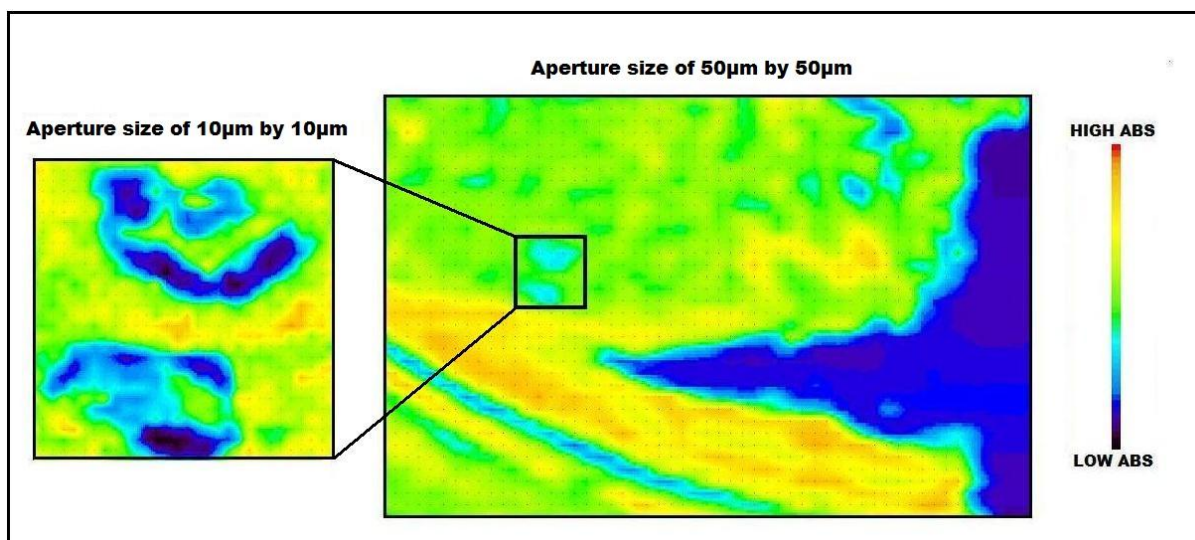 Aperture size of 50µm by 50µm
Aperture size of 10µm by 10µm
HIGH ABS
LOW ABS